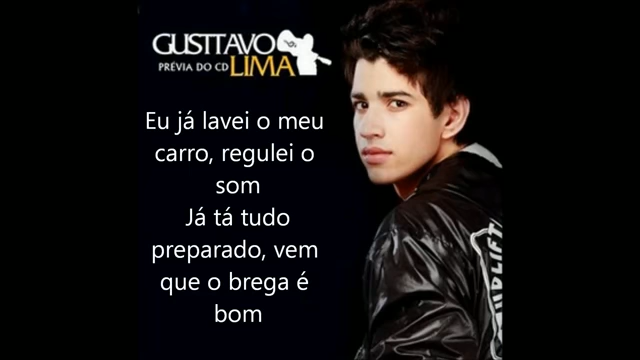 GUSTTAVO
PRÉVIA DO CD LIMA
Eu já lavei o meu
carro, regulei o
som
Já tá tudo
preparado, vem
que o brega é
bom